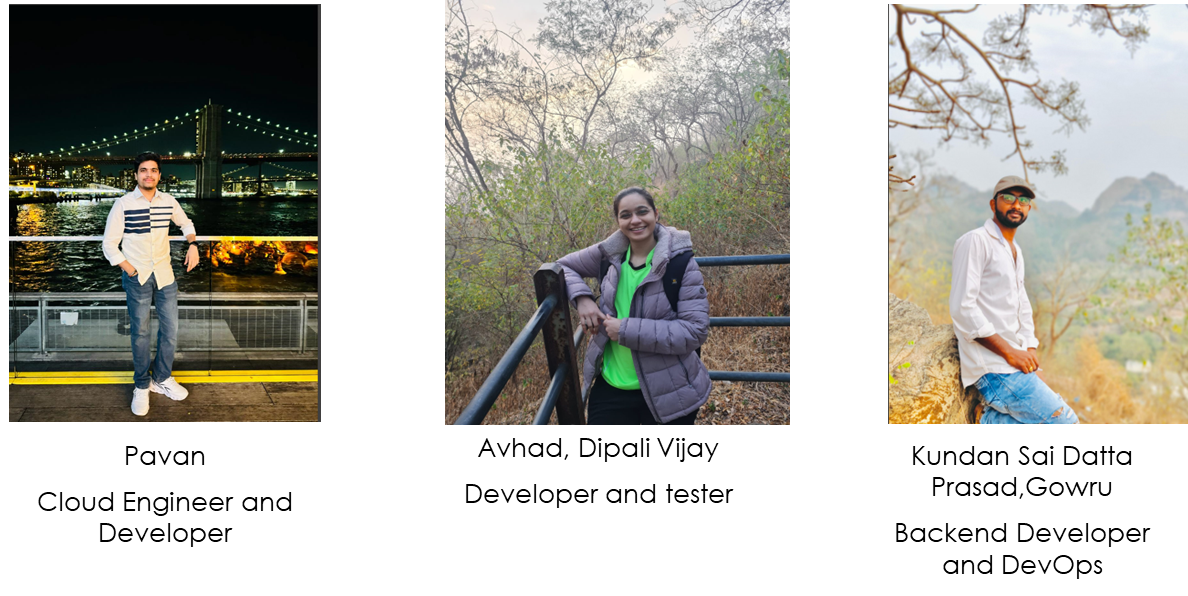 Pavan
Cloud Engineer and
Developer
Avhad, Dipali Vijay
Developer and tester
Kundan Sai Datta
Prasad,Gowru
Backend Developer
and DevOps